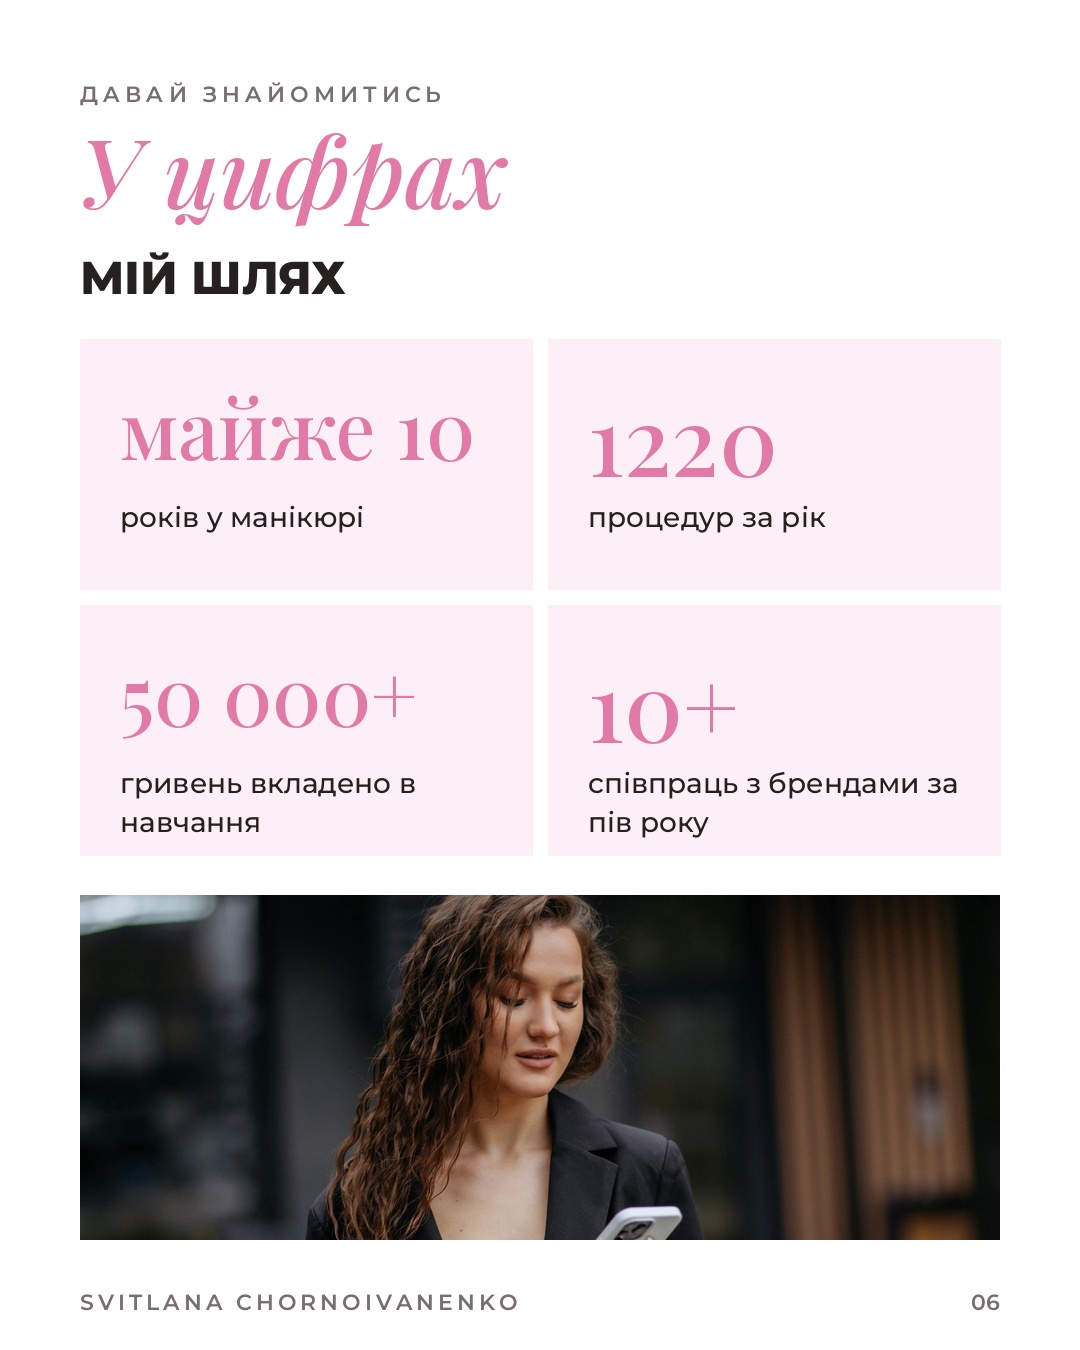 ДАВАЙ ЗНАЙОМИТИСЬ
У цифрах
МІЙ ШЛЯХ
майже 10
років у манікюрі
1220
процедур за рік
50 000+
гривень вкладено в
навчання
10+
співпраць з брендами за
пів року
SVITLANA CHORNOIVANENKO
06